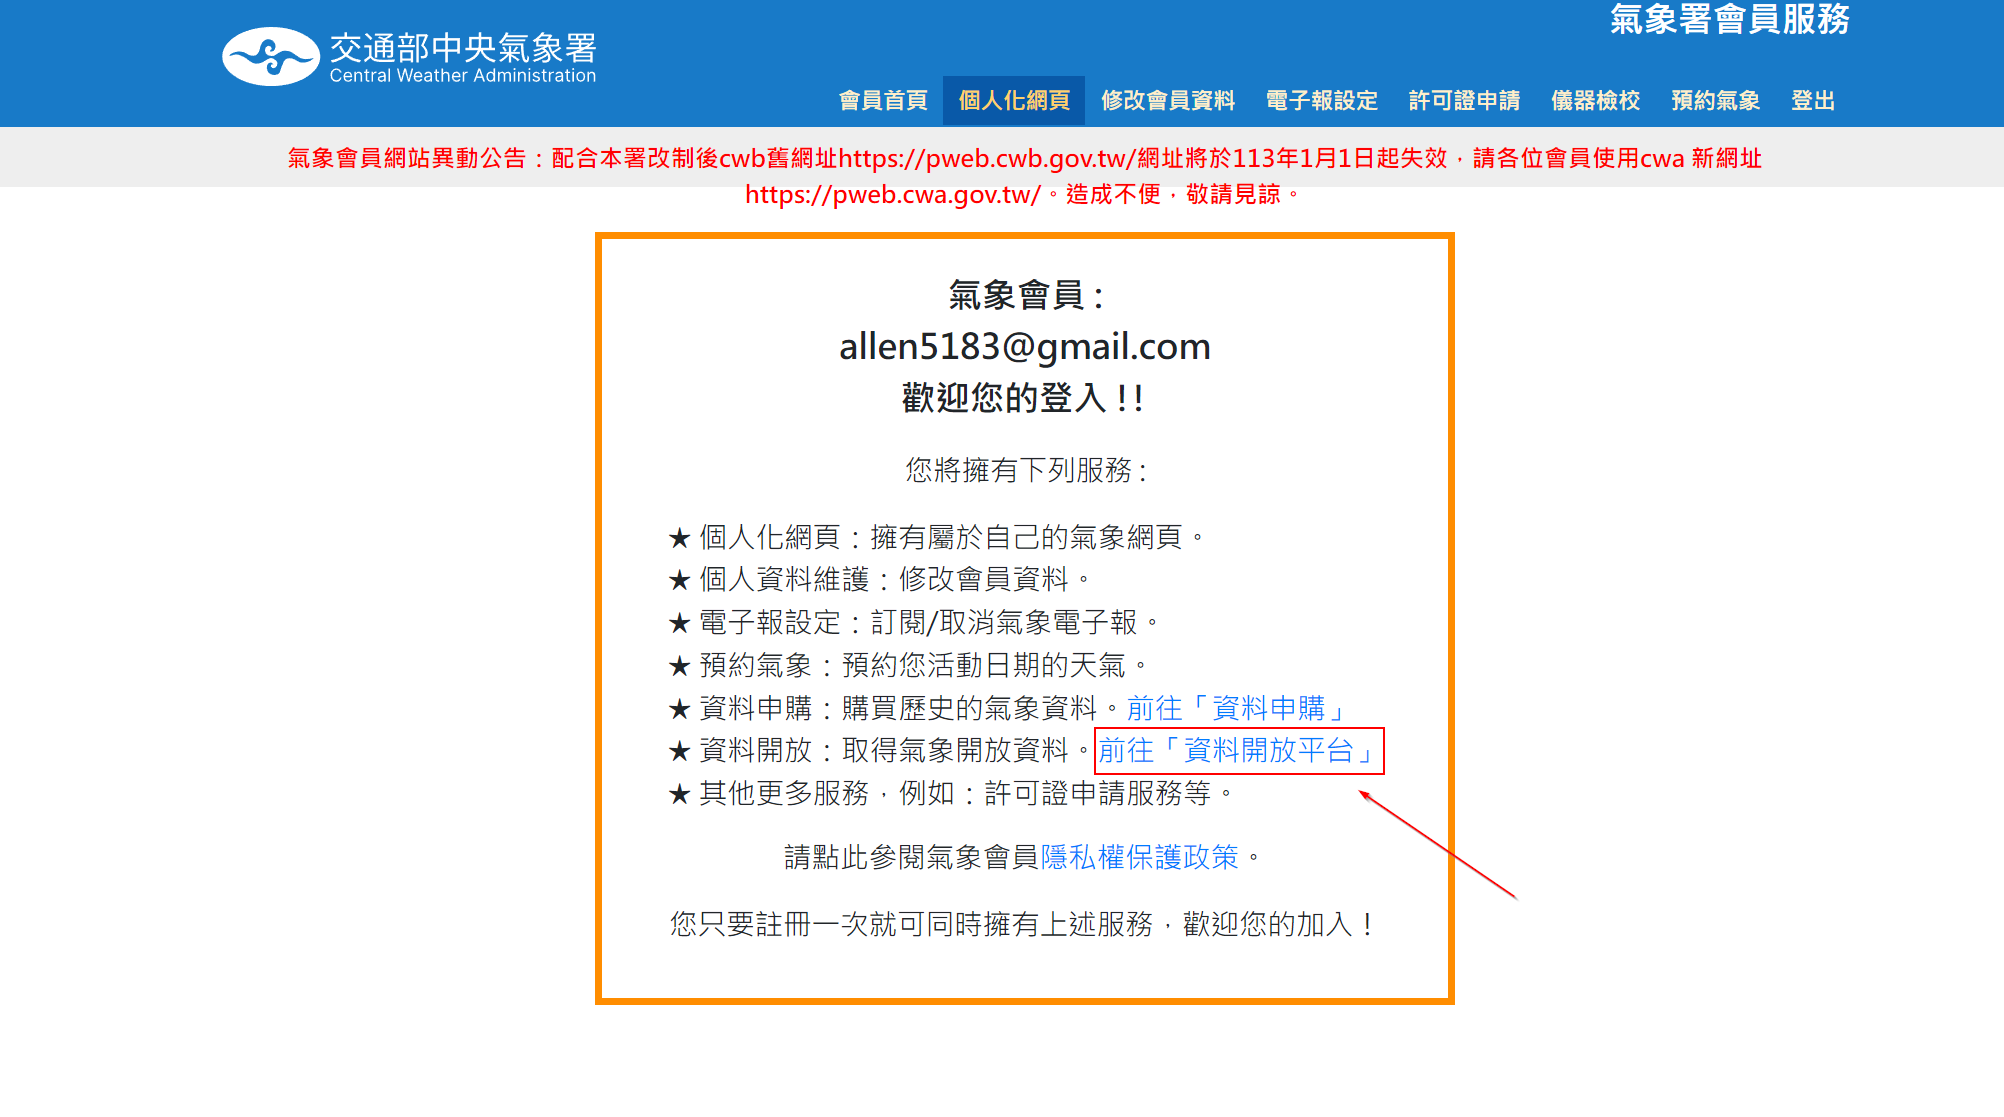 氣象署會員服務
交通部中央氣象署
Central Weather Administration
會員首頁 個人化網頁 修改會員資料 電子報設定 許可證申請 儀器檢校 預約氣象 登出
氣象會員網站異動公告：配合本署改制後cwb舊網址https://pweb.cwb.gov.tw/網址將於113年1月1日起失效，請各位會員使用cwa 新網址
https://pweb.cwa.gov.tw/。造成不便，敬請見諒。
氣象會員：
allen5183@gmail.com
歡迎您的登入!!
您將擁有下列服務：
★ 個人化網頁：擁有屬於自己的氣象網頁。
★ 個人資料維護：修改會員資料。
★ 電子報設定：訂閱/取消氣象電子報。
★ 預約氣象：預約您活動日期的天氣。
★ 資料申購：購買歷史的氣象資料。前往「資料申購」
★ 資料開放：取得氣象開放資料。前往「資料開放平台」
★ 其他更多服務，例如：許可證申請服務等。
請點此參閱氣象會員隱私權保護政策。
您只要註冊一次就可同時擁有上述服務，歡迎您的加入！